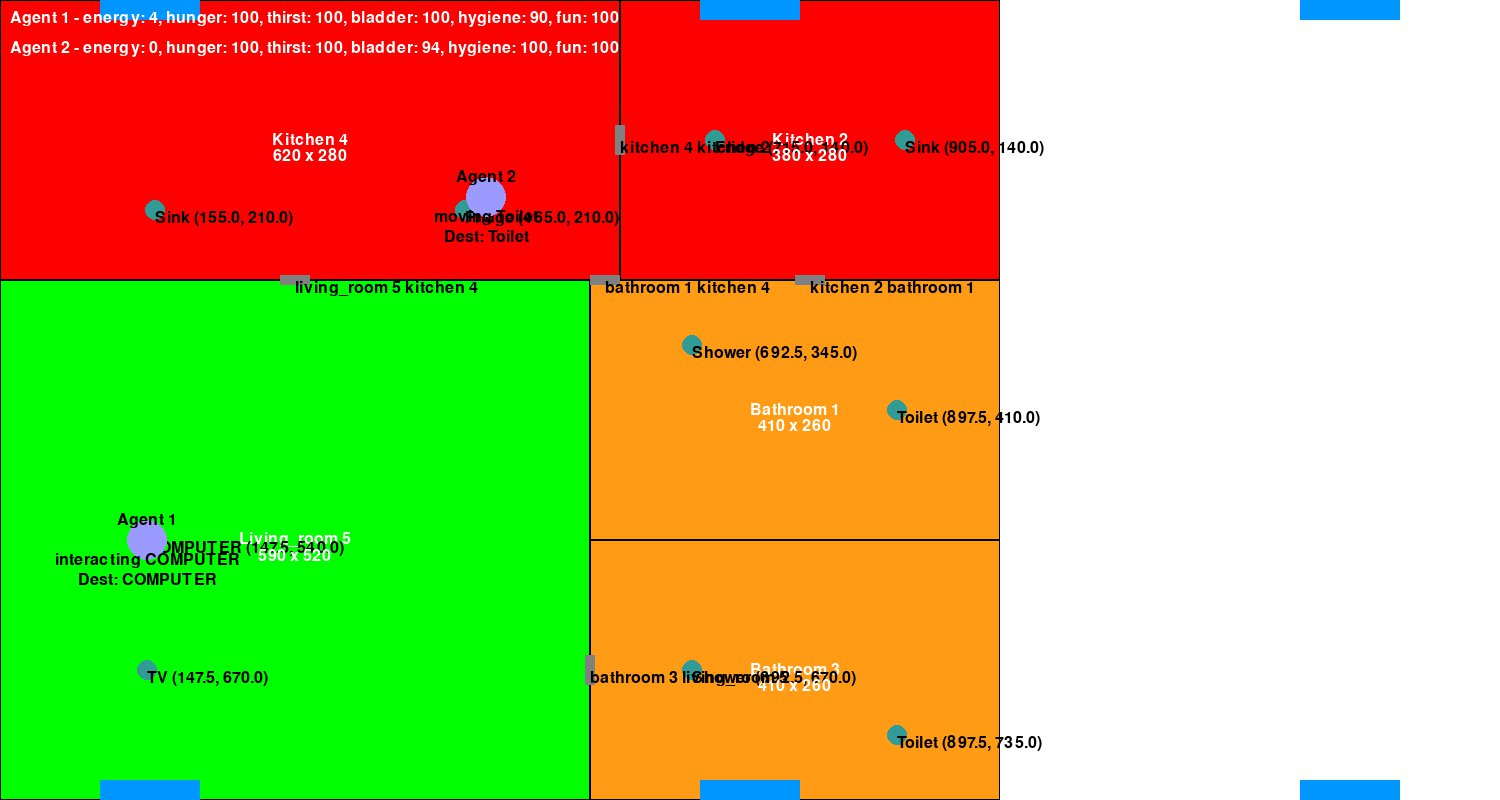 Agent 1 - energy: 4, hunger: 100, thirst: 100, bladder: 100, hygiene: 90, fun: 100
Agent 2 - energy: 0, hunger: 100, thirst: 100, bladder: 94, hygiene: 100, fun: 100
Kitchen 4
620 x 280
Kitchen 2
380 x 280
kitchen 4 kitchen 2
Fridge (715.0, 140.0)
Sink (905.0, 140.0)
Agent 2
Sink (155.0, 210.0)
moving Toilet
Fridge (465.0, 210.0)
Dest: Toilet
living_room 5 kitchen 4
bathroom 1 kitchen 4
kitchen 2 bathroom 1
Shower (692.5, 345.0)
Bathroom 1
410 x 260
Toilet (897.5, 410.0)
Agent 1
Living_room 5
590 x 520
COMPUTER (147.5, 540.0)
interacting COMPUTER
Dest: COMPUTER
TV (147.5, 670.0)
bathroom 3 living_room 5
Shower (692.5, 670.0)
Bathroom 3
410 x 260
Toilet (897.5, 735.0)